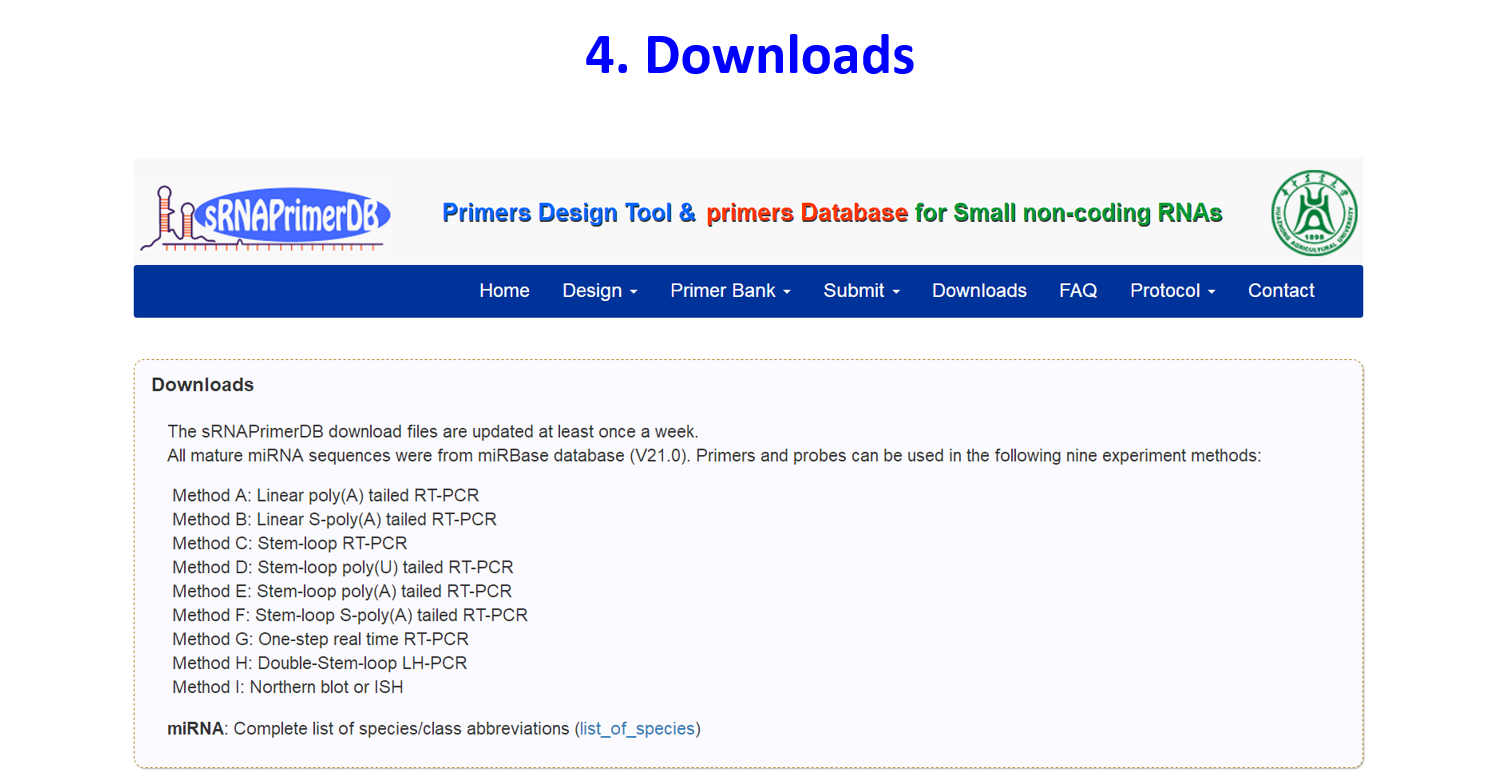 4. Downloads
sRNAPrimerDB
Primers Design Tool & primers Database for Small non-coding RNAs
HUAZHONG AGRICULTURAL UNIVERSITY
1898
Home Design Primer Bank Submit Downloads FAQ Protocol Contact
Downloads
The sRNAPrimerDB download files are updated at least once a week.
All mature miRNA sequences were from miRBase database (V21.0). Primers and probes can be used in the following nine experiment methods:
Method A: Linear poly(A) tailed RT-PCR
Method B: Linear S-poly(A) tailed RT-PCR
Method C: Stem-loop RT-PCR
Method D: Stem-loop poly(U) tailed RT-PCR
Method E: Stem-loop poly(A) tailed RT-PCR
Method F: Stem-loop S-poly(A) tailed RT-PCR
Method G: One-step real time RT-PCR
Method H: Double-Stem-loop LH-PCR
Method I: Northern blot or ISH
miRNA: Complete list of species/class abbreviations (list_of_species)